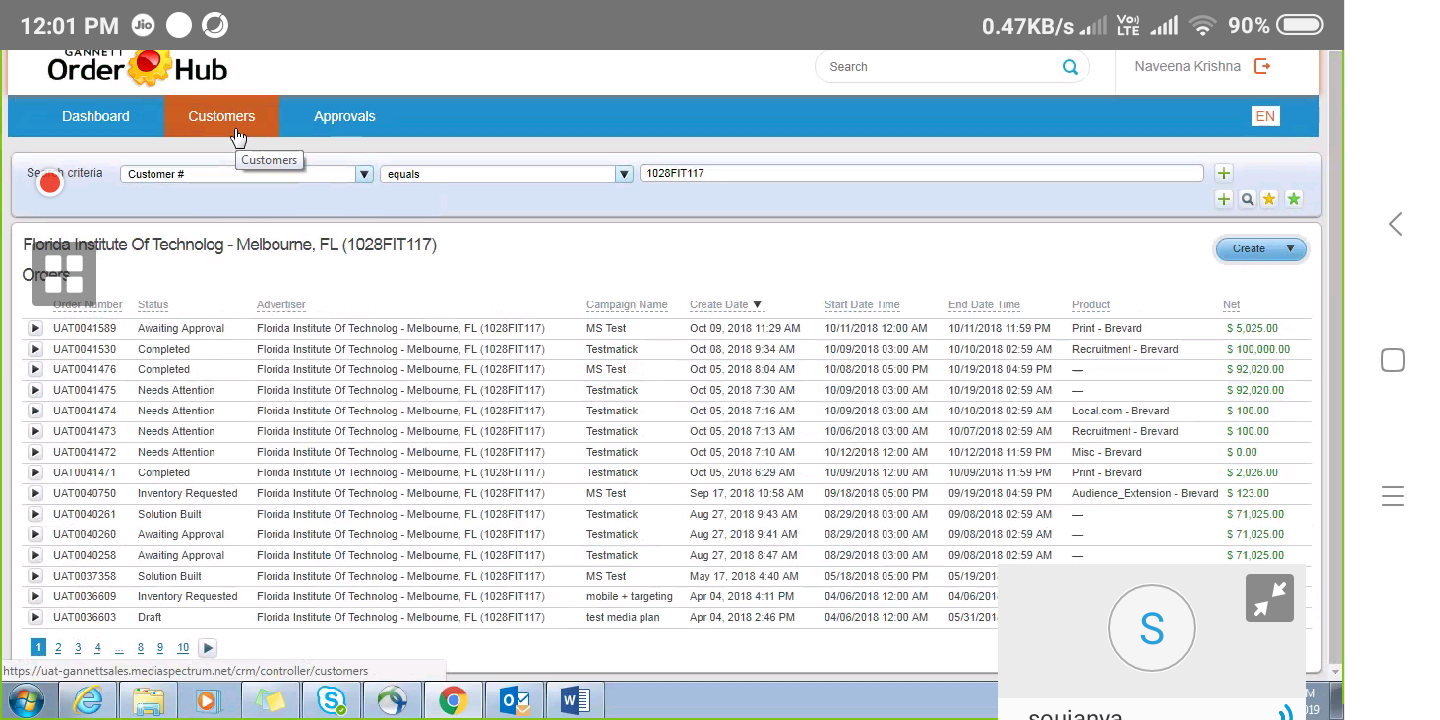 12:01 PM Jio 0.47KB/s VoLTE 90%
GANNETT
Order Hub
Search
Naveena Krishna
Dashboard Customers Approvals EN
Customers
criteria Customer # equals 1028FIT117
Florida Institute Of Technolog - Melbourne, FL (1028FIT117) Create
Orders
Order Number Status Advertiser Campaign Name Create Date Start Date Time End Date Time Product Net
UAT0041589 Awaiting Approval Florida Institute Of Technolog - Melbourne, FL (1028FIT117) MS Test Oct 09, 2018 11:29 AM 10/11/2018 12:00 AM 10/11/2018 11:59 PM Print - Brevard $ 5,025.00
UAT0041530 Completed Florida Institute Of Technolog - Melbourne, FL (1028FIT117) Testmatick Oct 08, 2018 9:34 AM 10/09/2018 03:00 AM 10/10/2018 02:59 AM Recruitment - Brevard $ 100,000.00
UAT0041476 Completed Florida Institute Of Technolog - Melbourne, FL (1028FIT117) MS Test Oct 05, 2018 8:04 AM 10/08/2018 05:00 PM 10/19/2018 04:59 PM — $ 92,020.00
UAT0041475 Needs Attention Florida Institute Of Technolog - Melbourne, FL (1028FIT117) Testmatick Oct 05, 2018 7:30 AM 10/09/2018 03:00 AM 10/19/2018 02:59 AM — $ 92,020.00
UAT0041474 Needs Attention Florida Institute Of Technolog - Melbourne, FL (1028FIT117) Testmatick Oct 05, 2018 7:16 AM 10/09/2018 03:00 AM 10/10/2018 02:59 AM Local.com - Brevard $ 100.00
UAT0041473 Needs Attention Florida Institute Of Technolog - Melbourne, FL (1028FIT117) Testmatick Oct 05, 2018 7:13 AM 10/06/2018 03:00 AM 10/07/2018 02:59 AM Recruitment - Brevard $ 100.00
UAT0041472 Needs Attention Florida Institute Of Technolog - Melbourne, FL (1028FIT117) Testmatick Oct 05, 2018 7:10 AM 10/12/2018 12:00 AM 10/12/2018 11:59 PM Misc - Brevard $ 0.00
UAT0041471 Completed Florida Institute Of Technolog - Melbourne, FL (1028FIT117) Testmatick Oct 05, 2018 6:29 AM 10/09/2018 12:00 AM 10/09/2018 11:59 PM Print - Brevard $ 2,026.00
UAT0040750 Inventory Requested Florida Institute Of Technolog - Melbourne, FL (1028FIT117) MS Test Sep 17, 2018 10:58 AM 09/18/2018 05:00 PM 09/19/2018 04:59 PM Audience_Extension - Brevard $ 123.00
UAT0040261 Solution Built Florida Institute Of Technolog - Melbourne, FL (1028FIT117) Testmatick Aug 27, 2018 9:43 AM 08/29/2018 03:00 AM 09/08/2018 02:59 AM — $ 71,025.00
UAT0040260 Awaiting Approval Florida Institute Of Technolog - Melbourne, FL (1028FIT117) Testmatick Aug 27, 2018 9:41 AM 08/29/2018 03:00 AM 09/08/2018 02:59 AM — $ 71,025.00
UAT0040258 Awaiting Approval Florida Institute Of Technolog - Melbourne, FL (1028FIT117) Testmatick Aug 27, 2018 8:47 AM 08/29/2018 03:00 AM 09/08/2018 02:59 AM — $ 71,025.00
UAT0037358 Solution Built Florida Institute Of Technolog - Melbourne, FL (1028FIT117) MS Test May 17, 2018 4:40 AM 05/18/2018 05:00 PM 05/19/201
UAT0036609 Inventory Requested Florida Institute Of Technolog - Melbourne, FL (1028FIT117) mobile + targeting Apr 04, 2018 4:11 PM 04/06/2018 12:00 AM 04/06/201
UAT0036603 Draft Florida Institute Of Technolog - Melbourne, FL (1028FIT117) test media plan Apr 04, 2018 2:46 PM 04/06/2018 12:00 AM 05/31/201
S
1 2 3 4 ... 8 9 10
https://uat-gannettsales.mediaspectrum.net/crm/controller/customers